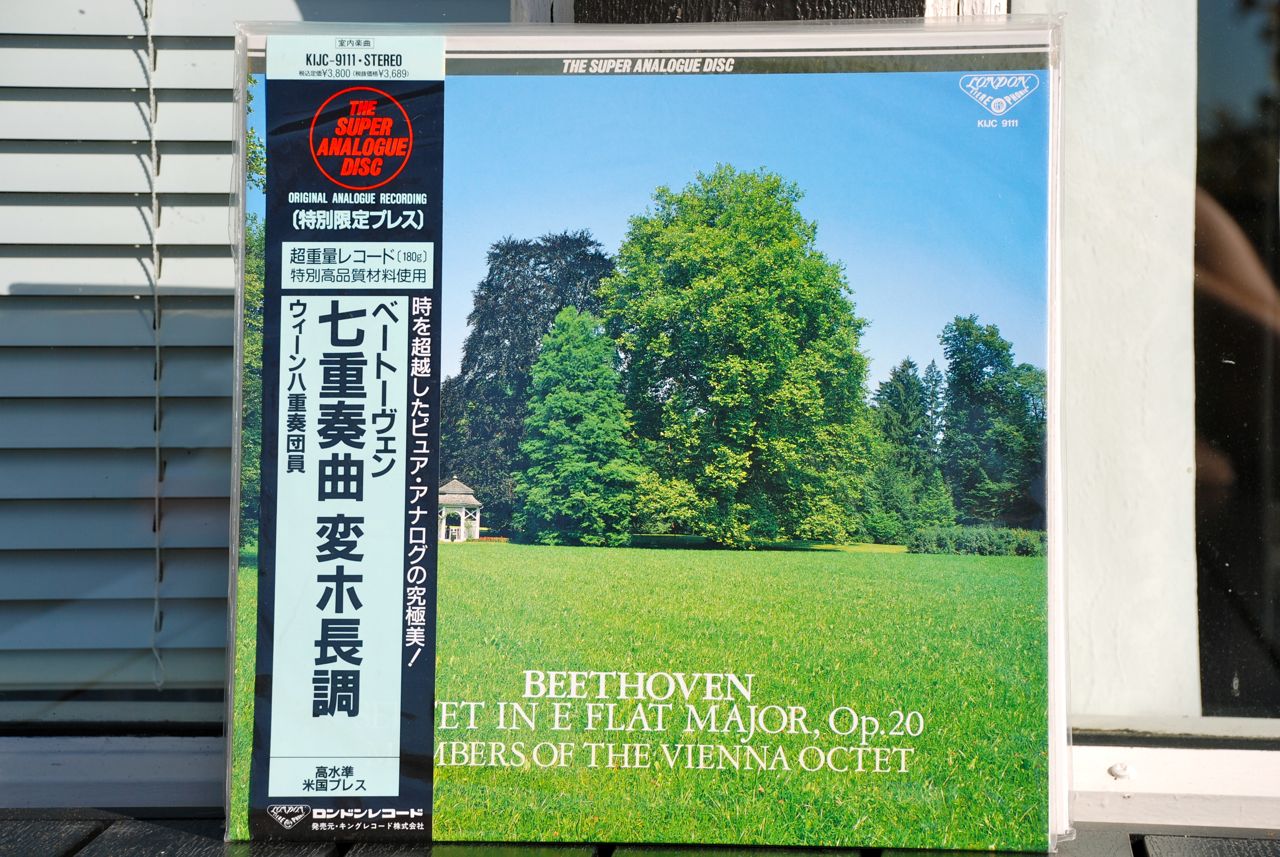 室内楽曲
KIJC-9111・STEREO
税込定価¥3,800 (税抜価格¥3,689)
THE
SUPER
ANALOGUE
DISC
ORIGINAL ANALOGUE RECORDING
(特別限定プレス)
超重量レコード〔180g〕
特別高品質材料使用
時を超越したピュア・アナログの究極美!
ベートーヴェン
七重奏曲 変ホ長調
ウィーン八重奏団員
高水準
米国プレス
LONDON
ロンドンレコード
発売元・キングレコード株式会社
THE SUPER ANALOGUE DISC
LONDON
KIJC 9111
BEETHOVEN
TET IN E FLAT MAJOR, Op.20
MBERS OF THE VIENNA OCTET